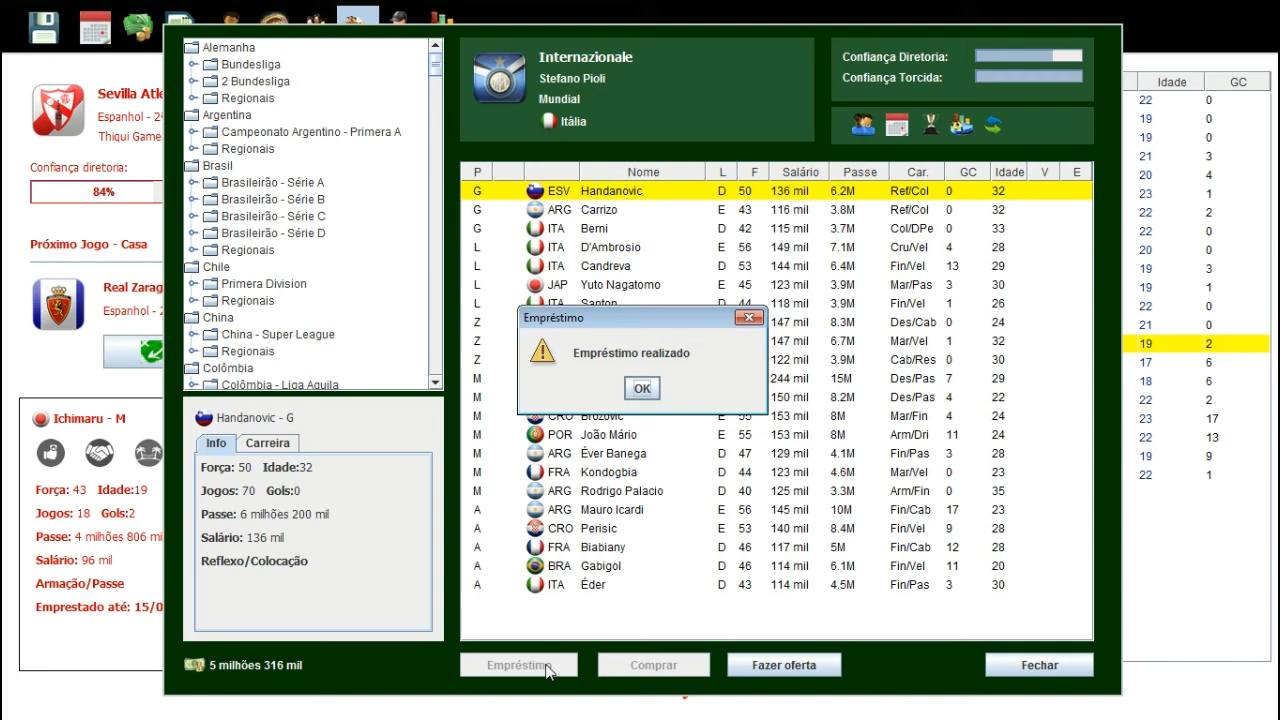 Sevilla Atle
Espanhol - 2ª
Thiqui Game
Confiança diretoria:
84%
Próximo Jogo - Casa
Real Zarag
Espanhol - 2
Ichimaru - M
Força: 43 Idade:19
Jogos: 18 Gols:2
Passe: 4 milhões 806 mi
Salário: 96 mil
Armação/Passe
Emprestado até: 15/0
Alemanha
Bundesliga
2 Bundesliga
Regionais
Argentina
Campeonato Argentino - Primera A
Regionais
Brasil
Brasileirão - Série A
Brasileirão - Série B
Brasileirão - Série C
Brasileirão - Série D
Regionais
Chile
Primera Division
Regionais
China
China - Super League
Regionais
Colômbia
Colômbia - Liga Aguila
Handanovic - G
Info Carreira
Força: 50 Idade:32
Jogos: 70 Gols:0
Passe: 6 milhões 200 mil
Salário: 136 mil
Reflexo/Colocação
5 milhões 316 mil
Internazionale
Stefano Pioli
Mundial
Itália
Confiança Diretoria:
Confiança Torcida:
P Nome L F Salário Passe Car. GC Idade V E
G ESV Handanovic D 50 136 mil 6.2M Ref/Col 0 32
G ARG Carrizo E 43 116 mil 3.8M Ref/Col 0 32
G ITA Berni D 42 115 mil 3.7M Col/DPe 0 33
L ITA D'Ambrosio E 56 149 mil 7.1M Cru/Vel 4 28
L ITA Candreva D 53 144 mil 6.4M Fin/Vel 13 29
L JAP Yuto Nagatomo E 45 123 mil 3.9M Mar/Pas 3 30
L ITA Santon D 44 118 mil 3.9M Fin/Vel 1 26
Z 147 mil 8.3M Des/Cab 0 24
Z 147 mil 6.7M Mar/Vel 1 32
Z 122 mil 3.9M Cab/Res 0 30
M 244 mil 15M Des/Pas 7 29
M 150 mil 8.2M Des/Pas 4 22
M CRO Brozovic E 55 153 mil 8M Mar/Fin 4 24
M POR João Mário E 55 153 mil 8M Arm/Dri 11 24
M ARG Éver Banega D 47 129 mil 4.1M Fin/Pas 3 28
M FRA Kondogbia D 44 123 mil 4.6M Mar/Vel 0 23
M ARG Rodrigo Palacio D 40 125 mil 3.3M Arm/Fin 0 35
A ARG Mauro Icardi E 56 145 mil 10M Fin/Cab 17 23
A CRO Perisic E 53 140 mil 8.4M Fin/Vel 9 28
A FRA Biabiany D 46 117 mil 5M Fin/Cab 12 28
A BRA Gabigol D 46 114 mil 6.1M Fin/Vel 11 20
A ITA Éder D 43 114 mil 4.5M Fin/Pas 3 30
Empréstimo
Empréstimo realizado
OK
Empréstimo Comprar Fazer oferta Fechar
Idade GC
22 0
19 0
19 0
21 3
20 4
23 1
22 2
22 0
20 0
19 3
19 1
22 0
21 0
19 2
17 6
18 6
22 2
23 17
22 13
19 9
22 1